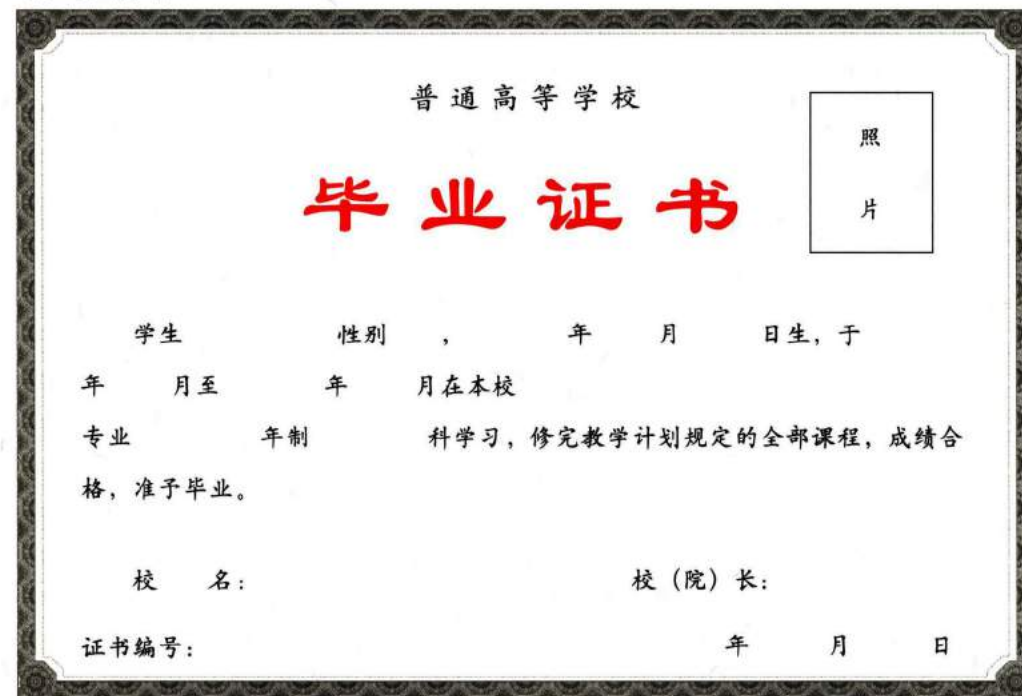 普通高等学校
照
片
毕业证书
学生 性别 , 年 月 日生，于
年 月至 年 月在本校
专业 年制 科学习，修完教学计划规定的全部课程，成绩合
格，准予毕业。
校 名： 校（院）长：
证书编号： 年 月 日